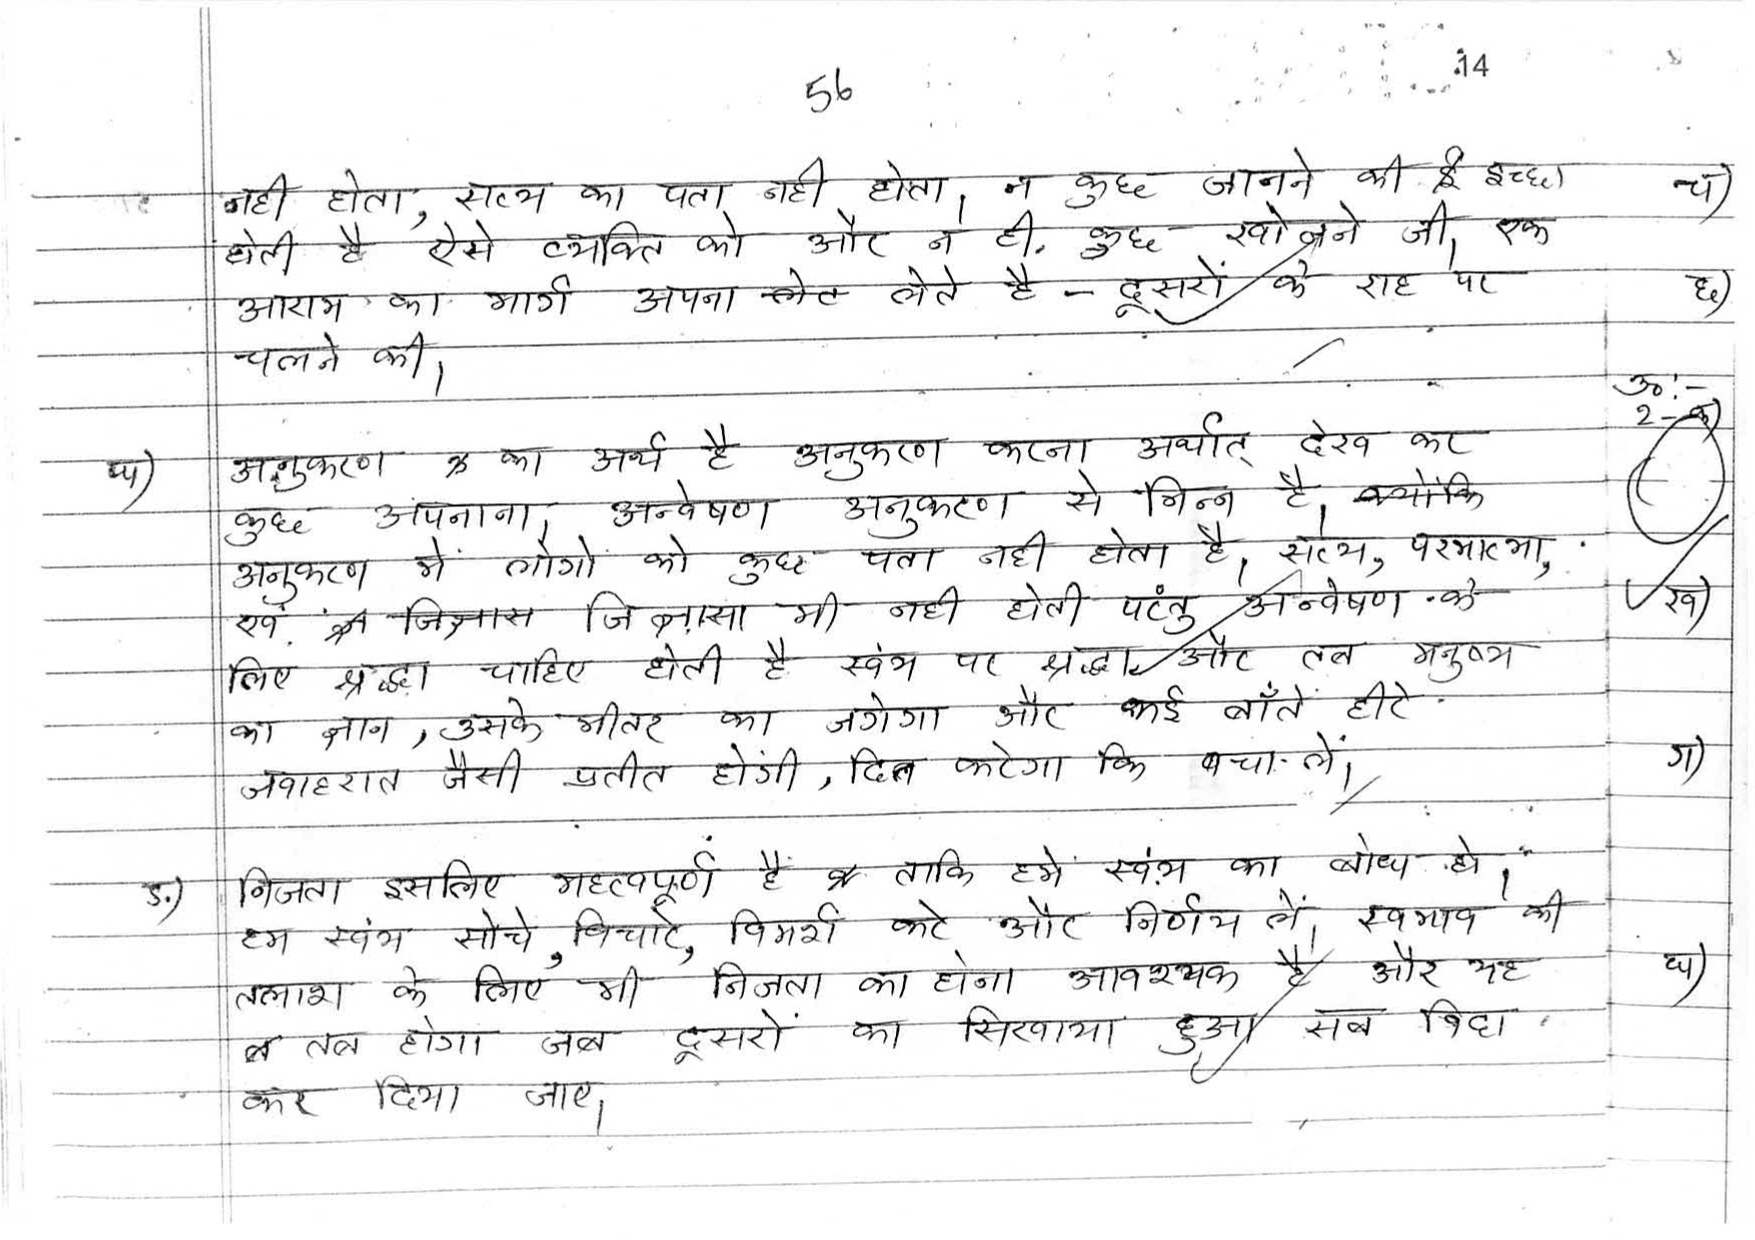 56
14
नही होता, सत्य का पता नही होता। न कुछ जानने की इच्छा
होती है ऐसे व्यक्ति को और न ही कुछ खोजने जी। एक
आराम का मार्ग अपना लेते है - दूसरों के राह पर
चलने की।
घ) अनुकरण का अर्थ है अनुकरण करना अर्थात् देख कर
कुछ अपनाना। अन्वेषण अनुकरण से भिन्न है। क्योंकि
अनुकरण में लोगो को कुछ पता नही होता है। सत्य, परमात्मा,
एवं जिज्ञासा भी नही होती परंतु अन्वेषण के
लिए श्रद्धा चाहिए होती है स्वंय पर श्रद्धा और तब मनुष्य
का ज्ञान, उसके भीतर का जगेगा और कई बाँतें हीरे
जवाहरात जैसी प्रतीत होंगी, दिल करेगा कि बचा लें।
ड.) निजता इसलिए महत्वपूर्ण है ताकि हमें स्वंय का बोध हो।
हम स्वंय सोचे, विचारे, विमर्श करे और निर्णय लें। स्वभाव की
तलाश के लिए भी निजता का होना आवश्यक है और यह
तब होगा जब दूसरों का सिखाया हुआ सब विदा
कर दिया जाए।
च)
छ)
उ०:-
2- क)
ख)
ग)
घ)